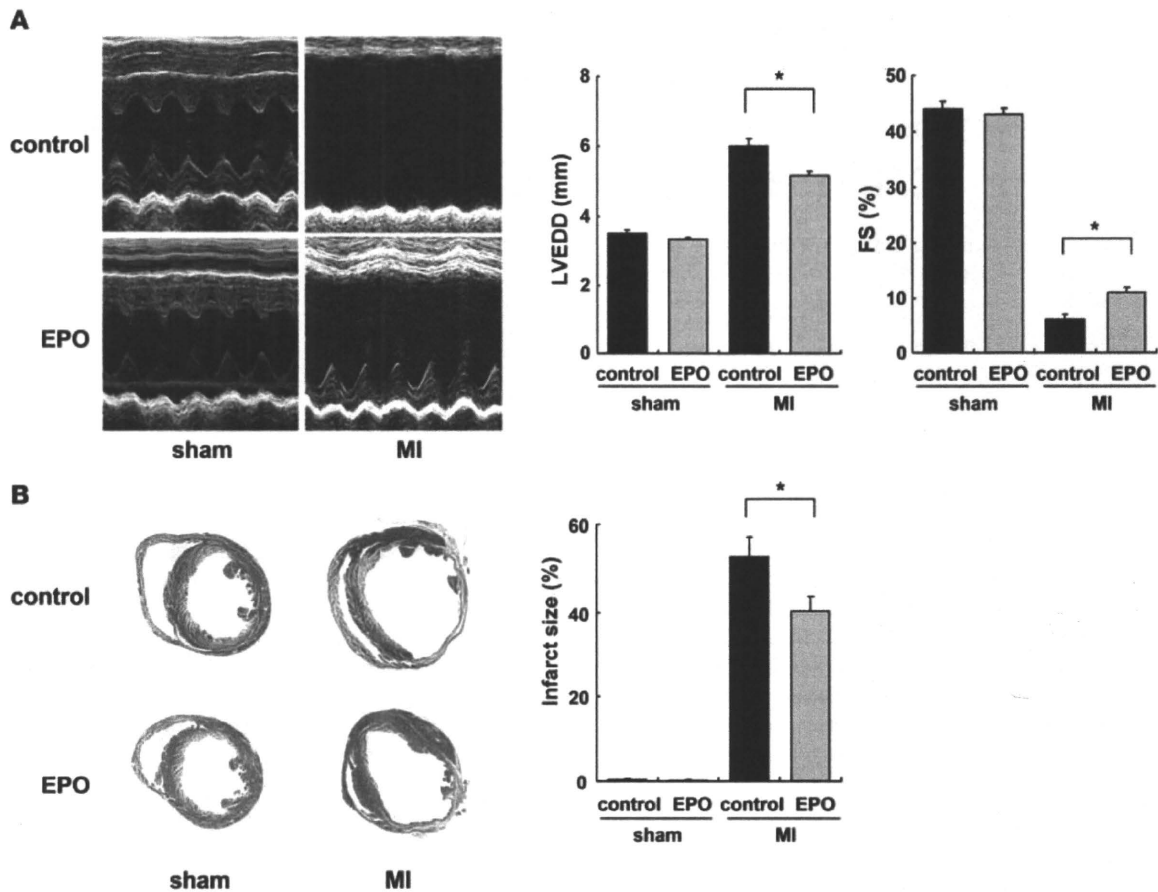 A
control
EPO
sham
MI
LVEDD (mm)
8
6
4
2
0
control EPO control EPO
sham MI
FS (%)
50
40
30
20
10
0
control EPO control EPO
sham MI
*
*
B
control
EPO
sham
MI
Infarct size (%)
60
40
20
0
*
control EPO control EPO
sham MI